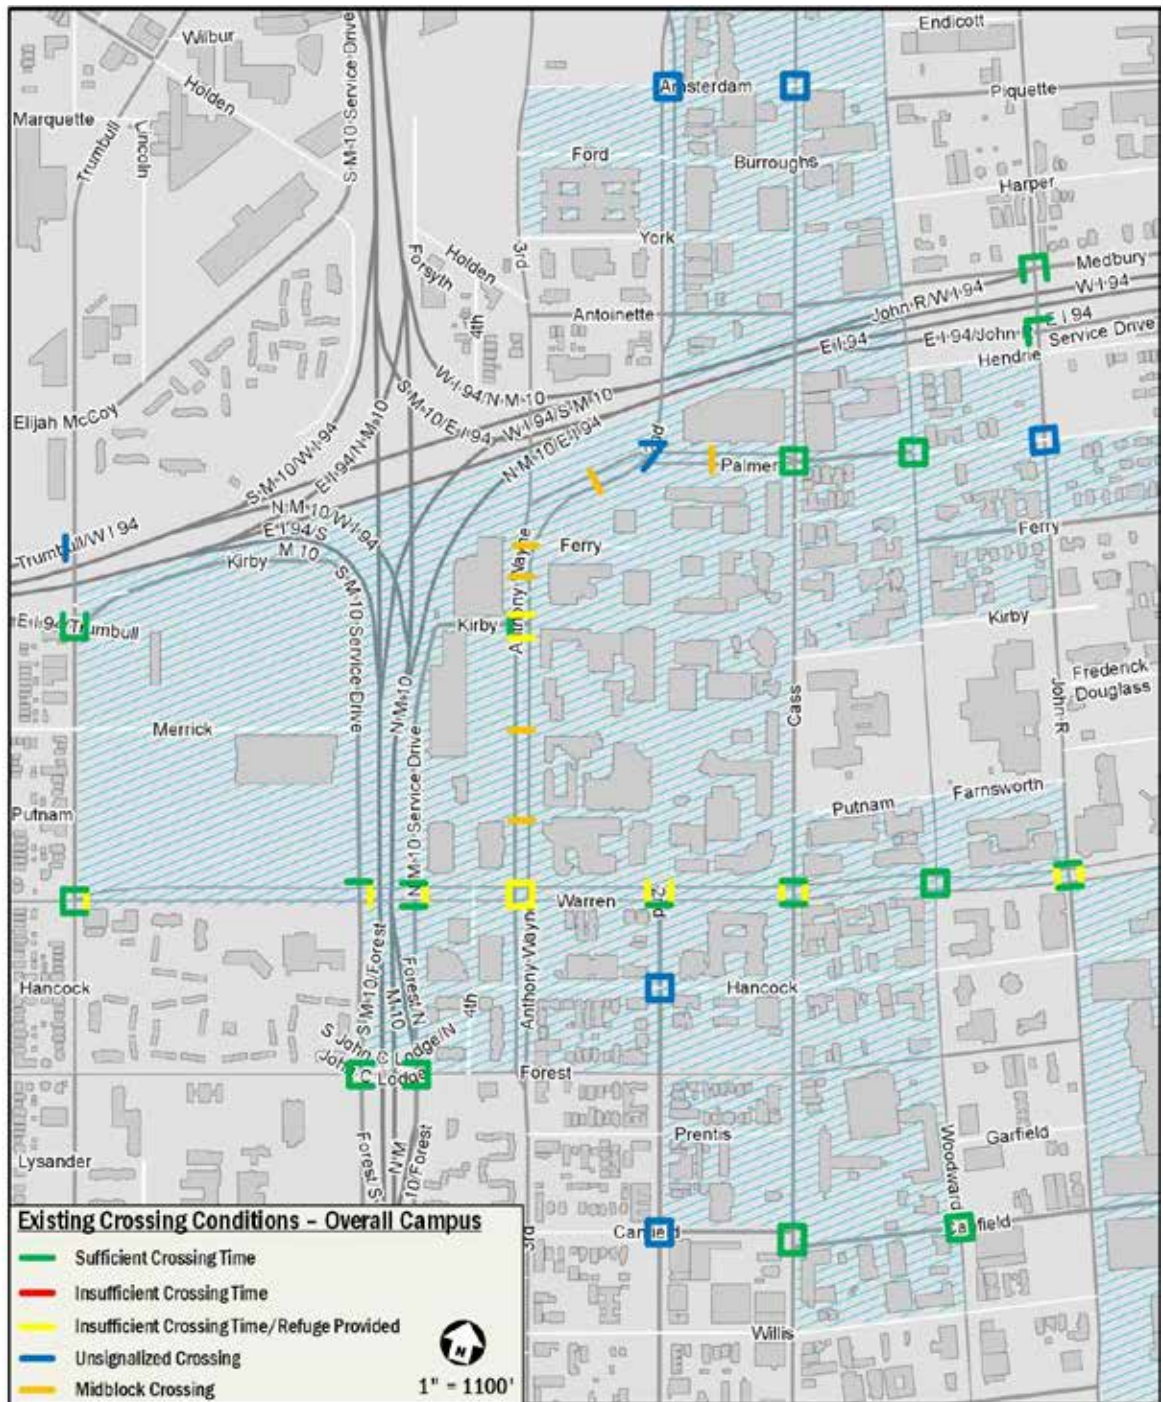 Endicott
Wilbur
S M 10 Service Drive
Holden
Amsterdam
Piquette
Marquette
Trumbull
Lincoln
Ford
Burroughs
Harper
3rd
York
Forsyth
Holden
Medbury
John R/W I 94
W I 94
4th
Antoinette
E I 94
E I 94/John R
E I 94
Service Drive
Hendrie
W I 94/N M 10
S M 10/E I 94
W I 94/S M 10
N M 10/E I 94
Elijah McCoy
S M 10/W I 94
E I 94/N M 10
2nd
Palmer
N M 10/W I 94
Trumbull/W I 94
E I 94/S
M 10
Kirby
Ferry
Ferry
Anthony Wayne
S M 10 Service Drive
E I 94/Trumbull
Kirby
Kirby
Frederick
Douglass
N M 10
Cass
John R
Merrick
N M 10 Service Drive
Putnam
Putnam
Farnsworth
Warren
2nd
Anthony Wayne
S M 10/Forest
M 10
Forest/N
4th
Hancock
Hancock
S John C Lodge/N
John C Lodge
Forest
Prentis
Woodward
Garfield
Lysander
Forest/S
N M
10/Forest
3rd
Canfield
Canfield
Willis
Existing Crossing Conditions – Overall Campus
Sufficient Crossing Time
Insufficient Crossing Time
Insufficient Crossing Time/Refuge Provided
Unsignalized Crossing
Midblock Crossing
N
1" = 1100'